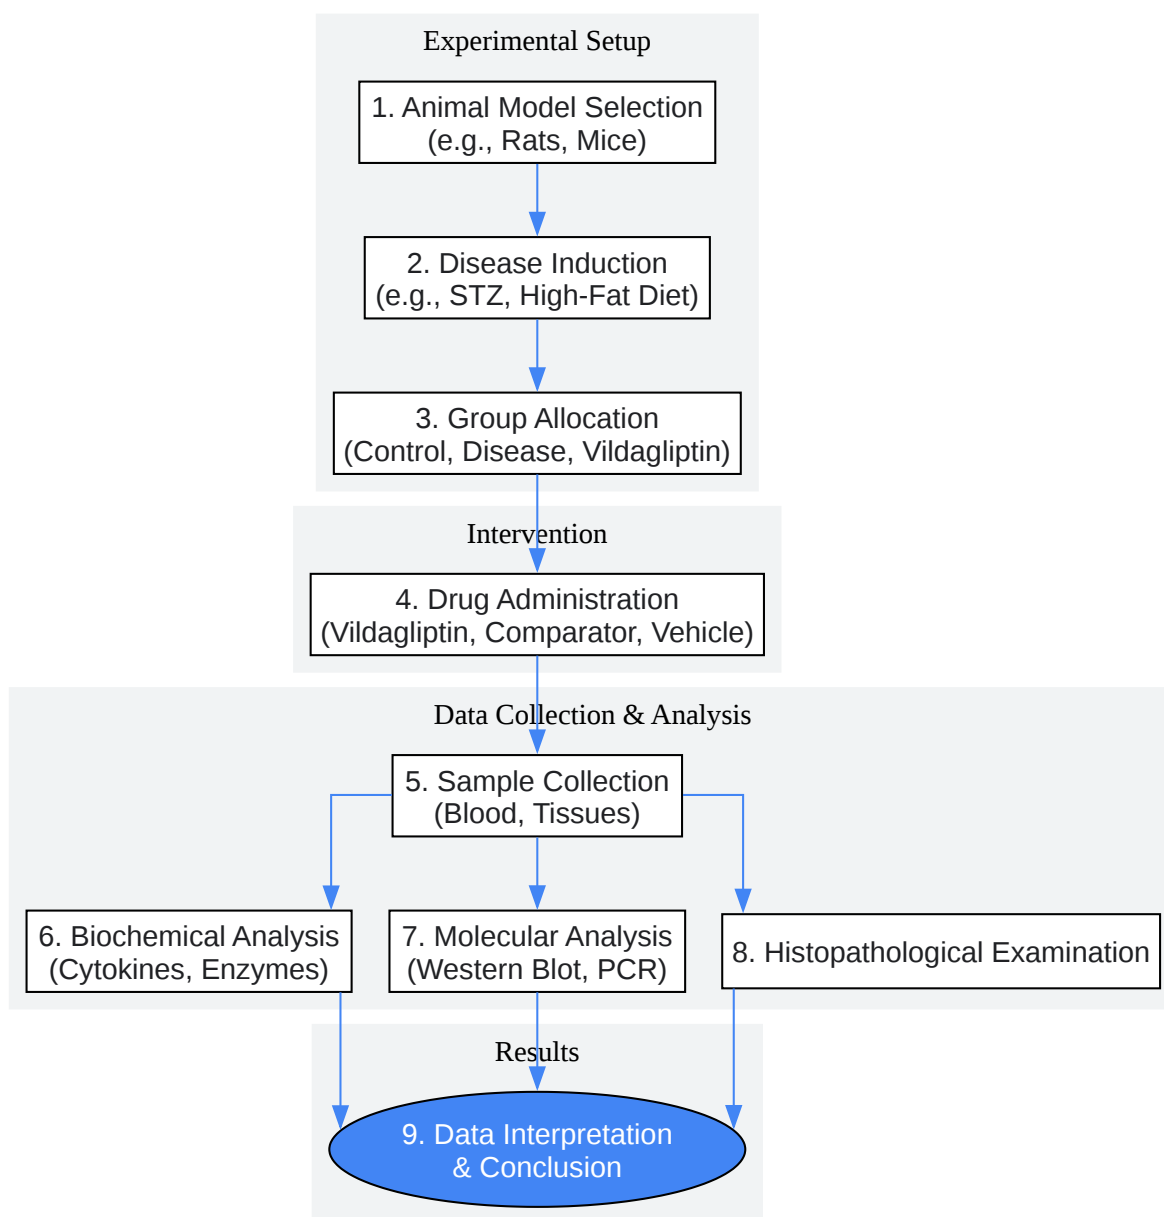 Experimental Setup
1. Animal Model Selection
(e.g., Rats, Mice)
2. Disease Induction
(e.g., STZ, High-Fat Diet)
3. Group Allocation
(Control, Disease, Vildagliptin)
Intervention
4. Drug Administration
(Vildagliptin, Comparator, Vehicle)
Data Collection & Analysis
5. Sample Collection
(Blood, Tissues)
6. Biochemical Analysis
(Cytokines, Enzymes)
7. Molecular Analysis
(Western Blot, PCR)
8. Histopathological Examination
Results
9. Data Interpretation
& Conclusion